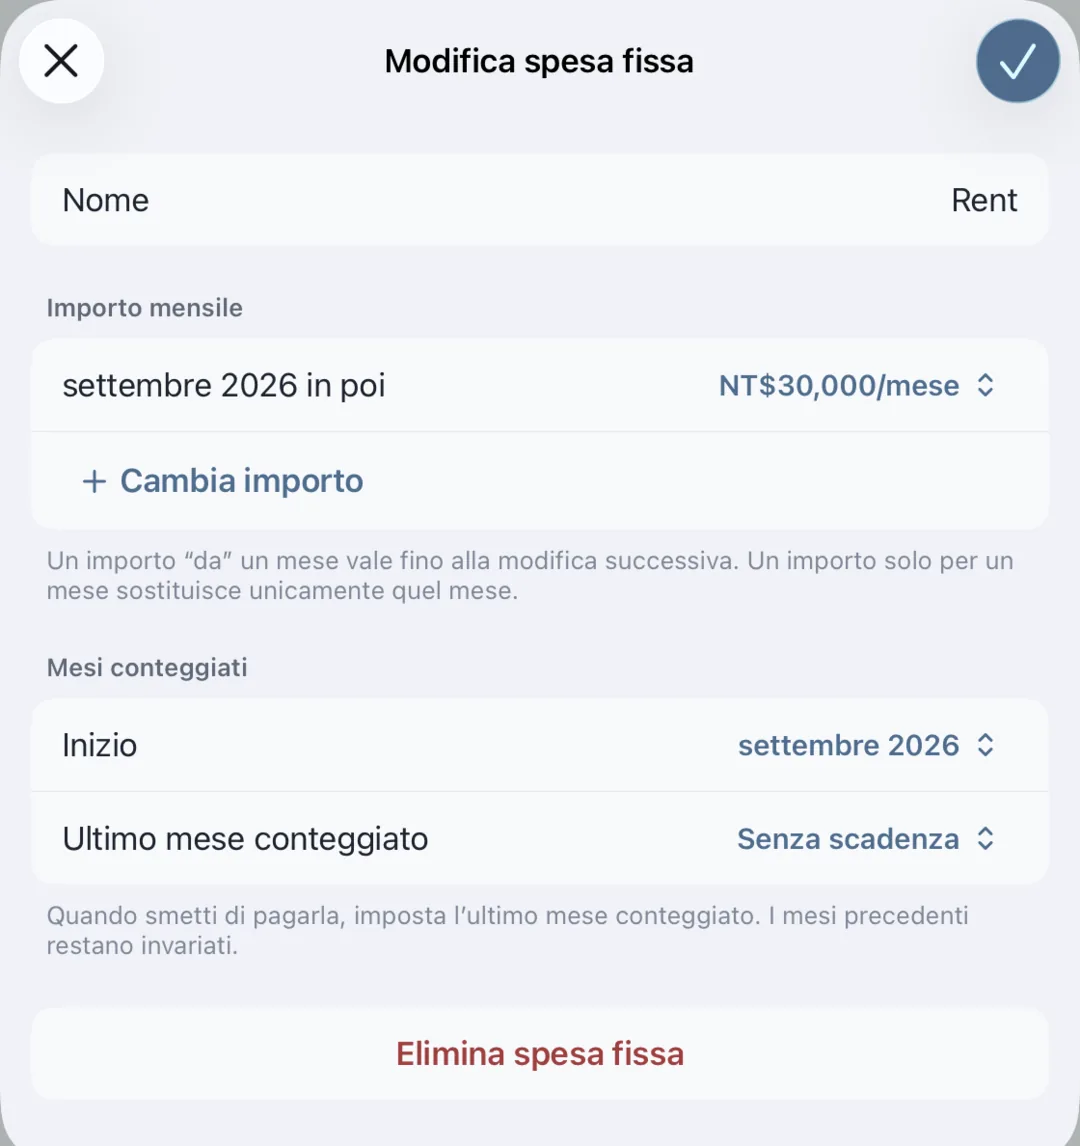 Modifica spesa fissa
Nome
Rent
Importo mensile
settembre 2026 in poi
NT$30,000/mese
+ Cambia importo
Un importo “da” un mese vale fino alla modifica successiva. Un importo solo per un
mese sostituisce unicamente quel mese.
Mesi conteggiati
Inizio
settembre 2026
Ultimo mese conteggiato
Senza scadenza
Quando smetti di pagarla, imposta l’ultimo mese conteggiato. I mesi precedenti
restano invariati.
Elimina spesa fissa